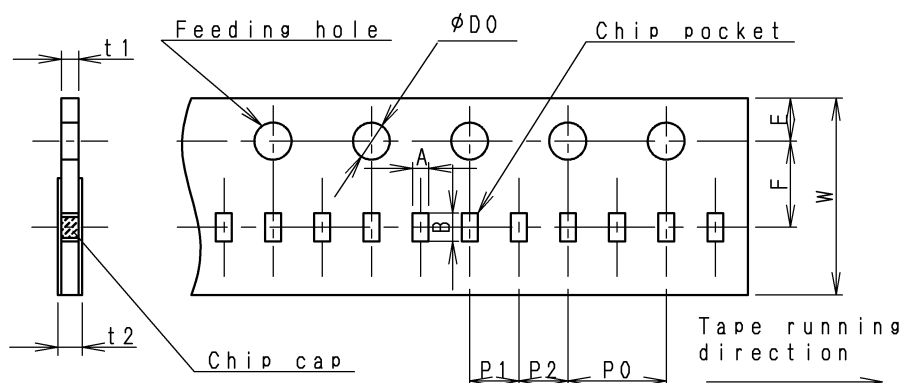 Feeding hole
φD0
Chip pocket
t1
A
B
E
F
W
t2
Chip cap
P1
P2
P0
Tape running
direction